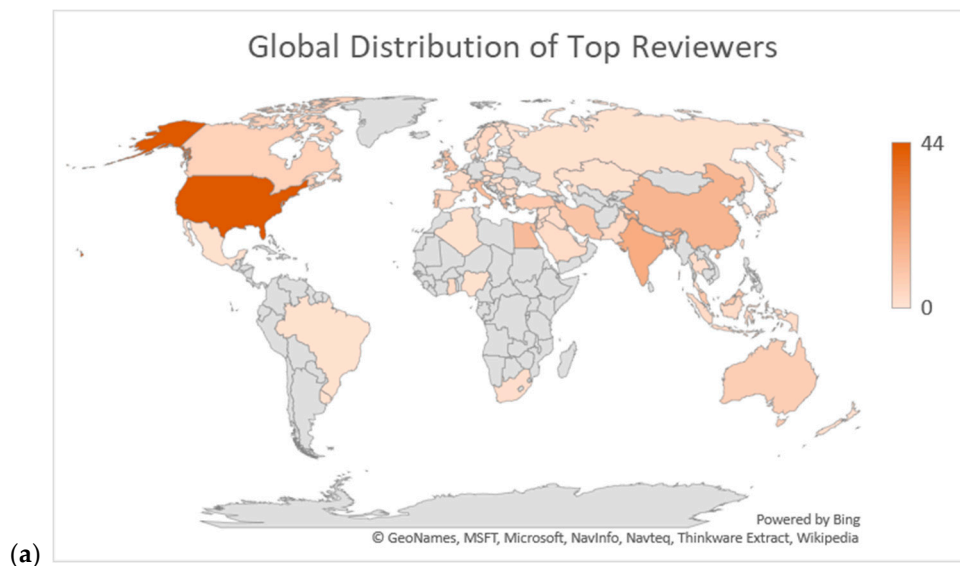 Global Distribution of Top Reviewers
44
0
Powered by Bing
© GeoNames, MSFT, Microsoft, NavInfo, Navteq, Thinkware Extract, Wikipedia
(a)